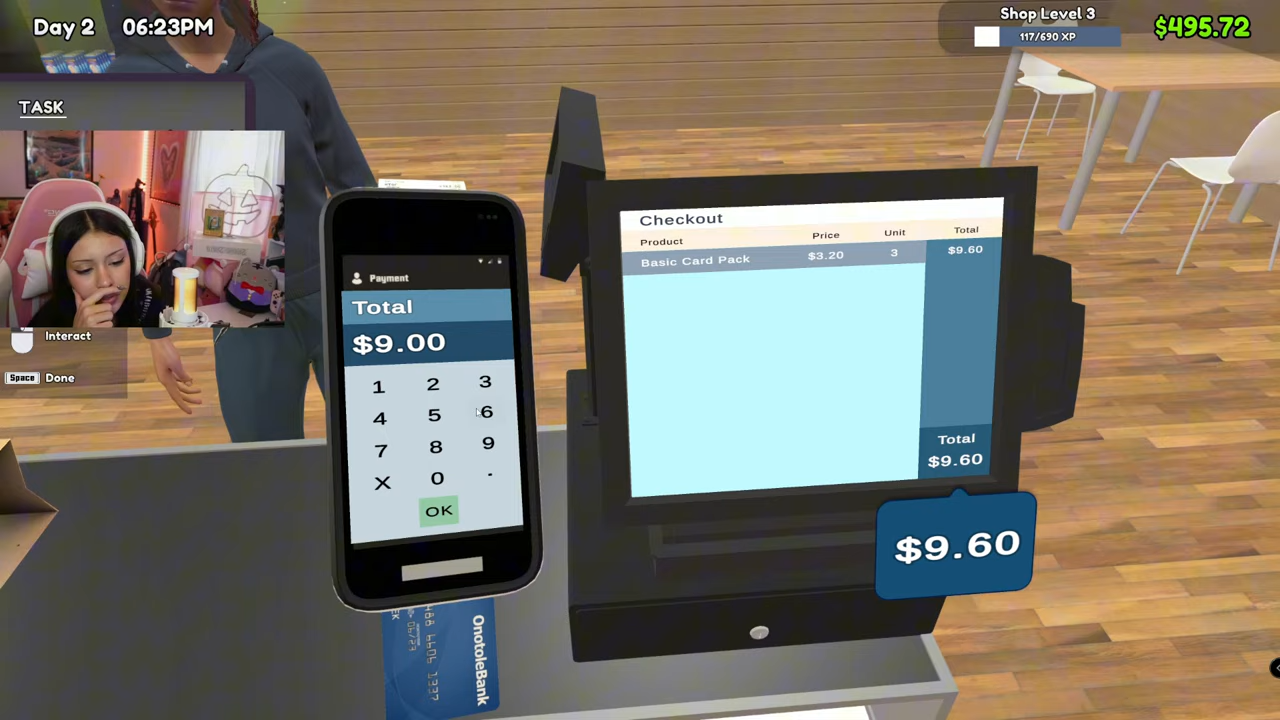 Day 2 06:23PM
Shop Level 3
117/690 XP
$495.72
TASK
Interact
Space Done
Payment
Total
$9.00
1 2 3
4 5 6
7 8 9
X 0 .
OK
Checkout
Product Price Unit Total
Basic Card Pack $3.20 3 $9.60
Total
$9.60
$9.60
OnotoleBank